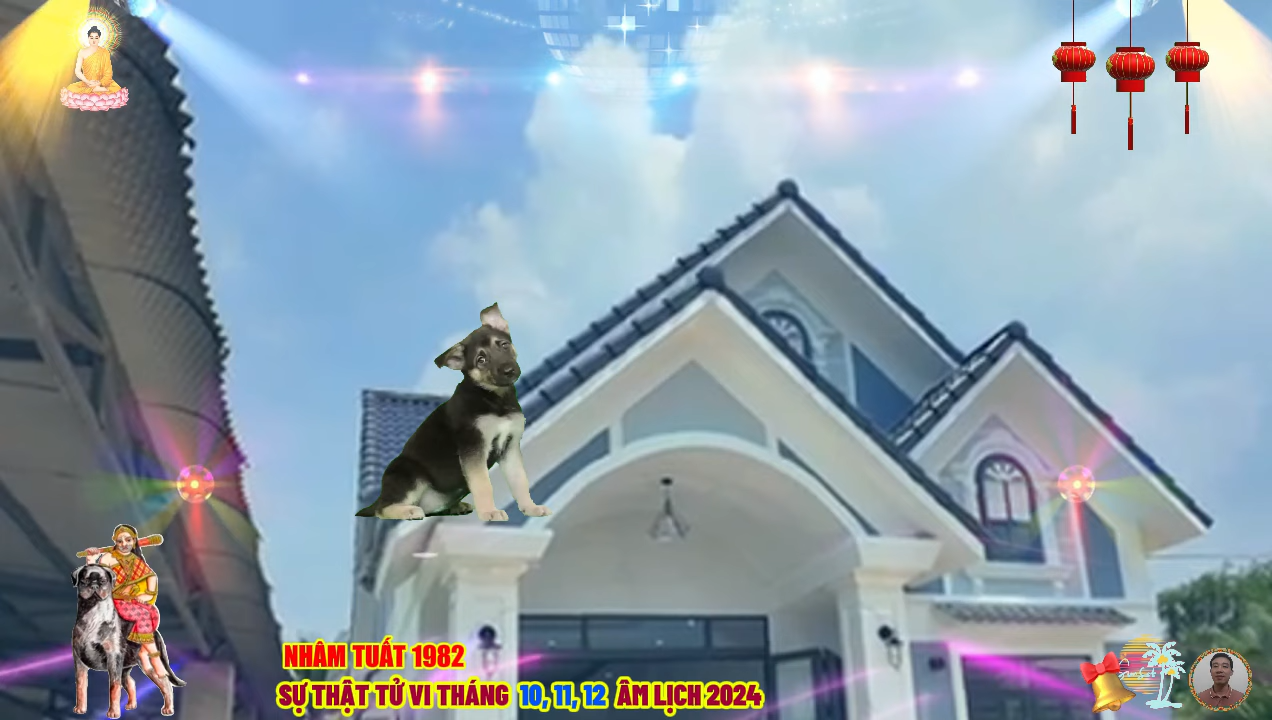 NHÂM TUẤT 1982
SỰ THẬT TỬ VI THÁNG 10, 11, 12 ÂM LỊCH 2024